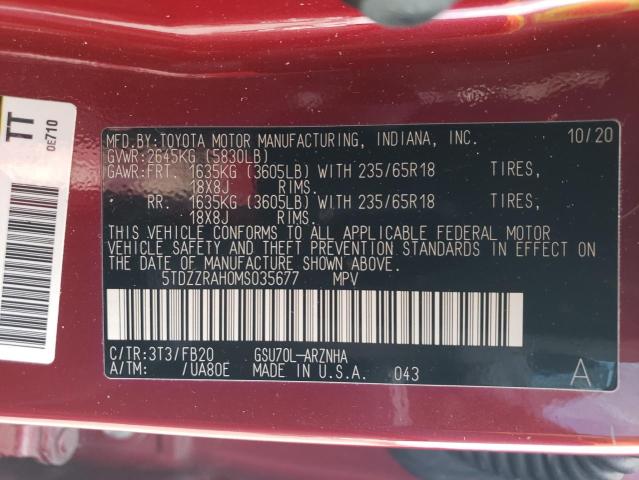 MFD.BY:TOYOTA MOTOR MANUFACTURING, INDIANA, INC. 10/20
GVWR:2645KG (5830LB)
GAWR:FRT. 1635KG (3605LB) WITH 235/65R18 TIRES,
18X8J RIMS.
RR. 1635KG (3605LB) WITH 235/65R18 TIRES,
18X8J RIMS.
THIS VEHICLE CONFORMS TO ALL APPLICABLE FEDERAL MOTOR
VEHICLE SAFETY AND THEFT PREVENTION STANDARDS IN EFFECT ON
THE DATE OF MANUFACTURE SHOWN ABOVE.
5TDZZRAH0MS035677 MPV
C/TR:3T3/FB20 GSU70L-ARZNHA
A/TM: /UA80E MADE IN U.S.A. 043 A
TT
0E710